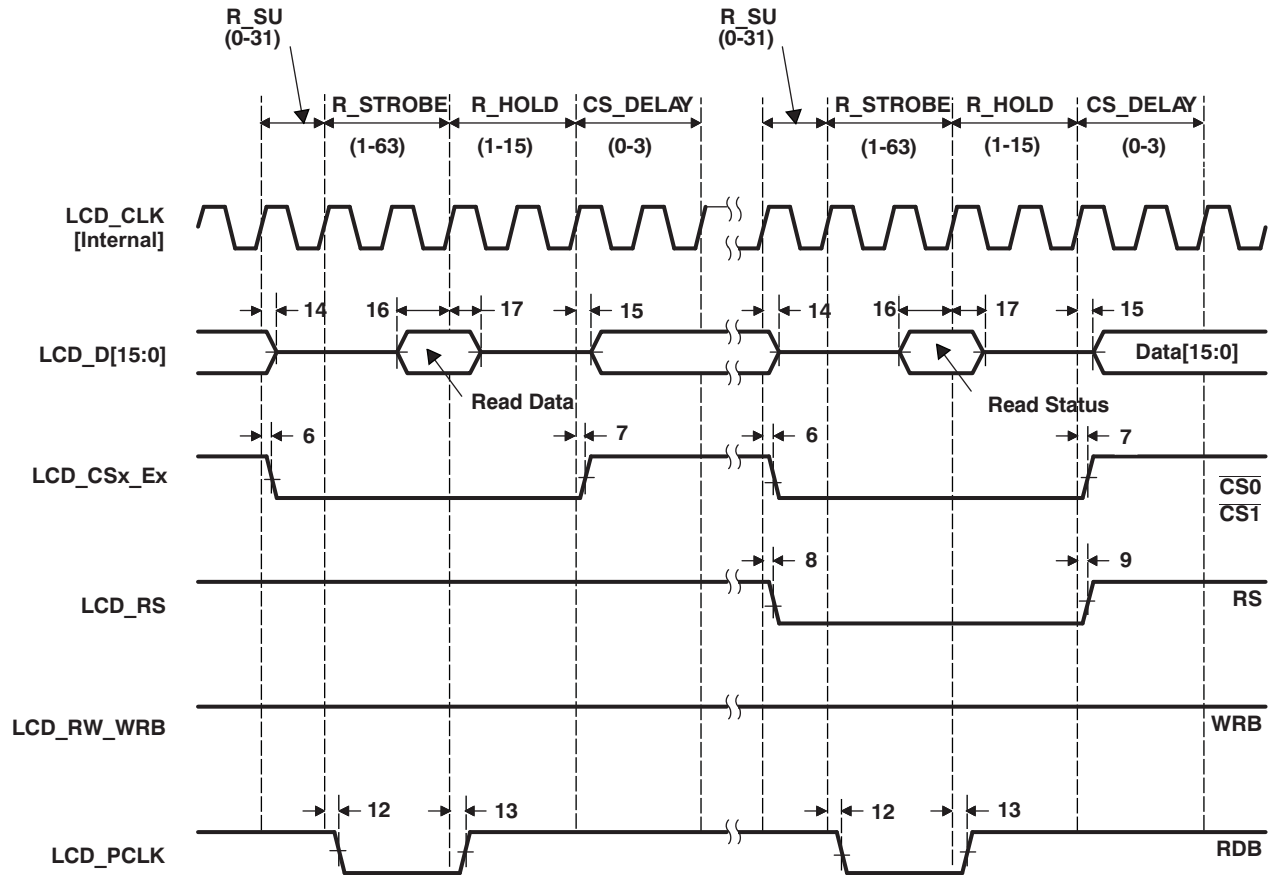 R_SU
(0-31)
R_SU
(0-31)
R_STROBE R_HOLD CS_DELAY
R_STROBE R_HOLD CS_DELAY
(1-63) (1-15) (0-3)
(1-63) (1-15) (0-3)
LCD_CLK
[Internal]
14 16 17 15
14 16 17 15
LCD_D[15:0]
Data[15:0]
Read Data
Read Status
6 7
6 7
LCD_CSx_Ex
CS0
CS1
8 9
LCD_RS
RS
LCD_RW_WRB
WRB
12 13
12 13
LCD_PCLK
RDB